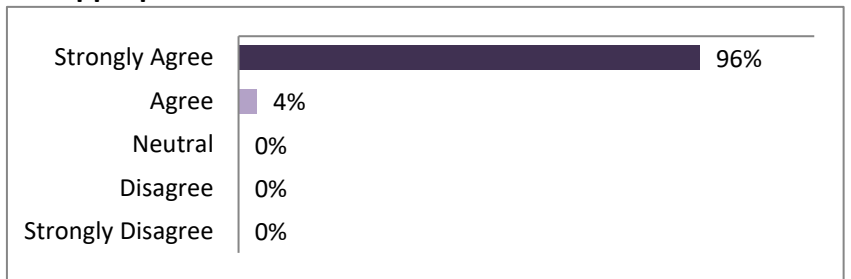 Strongly Agree 96%
Agree 4%
Neutral 0%
Disagree 0%
Strongly Disagree 0%